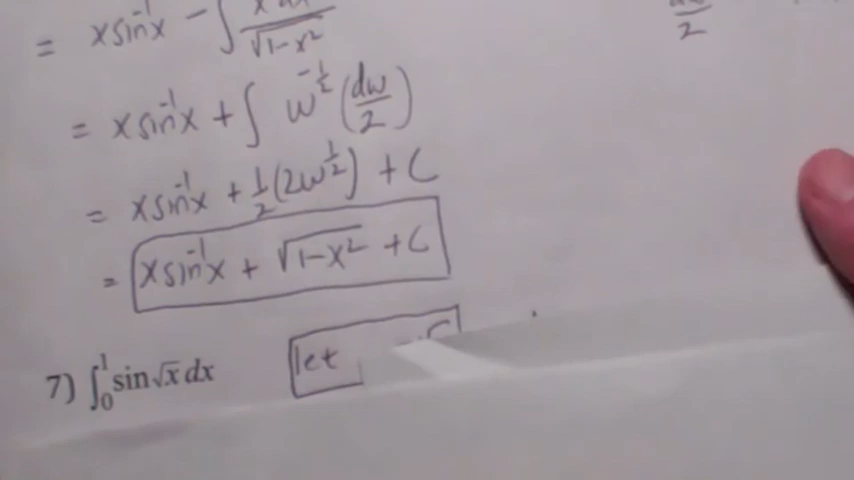 = x sin⁻¹x − ∫ x dx / √1−x²
= x sin⁻¹x + ∫ w^(-1/2) (dw/2)
= x sin⁻¹x + 1/2 (2w^(1/2)) + C
= x sin⁻¹x + √1−x² + C
7) ∫₀¹ sin √x dx
let